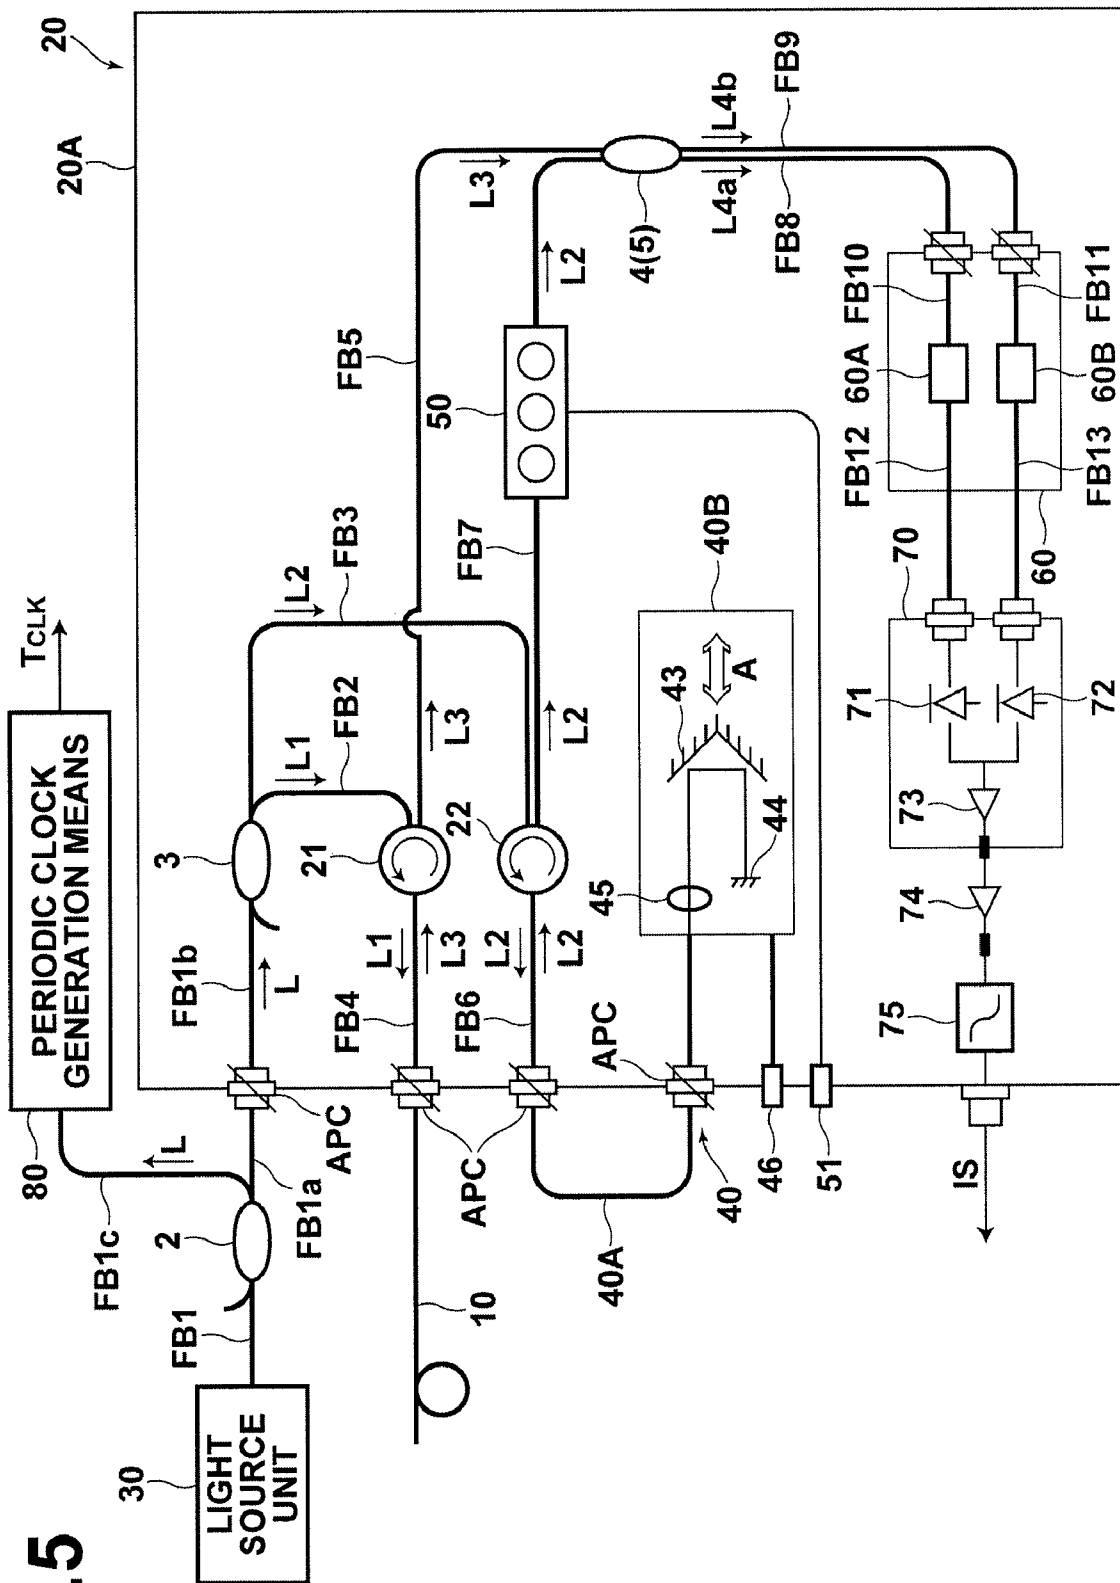 .5
30
LIGHT
SOURCE
UNIT
FB1
FB1c
2
L
FB1a
80
PERIODIC CLOCK
GENERATION MEANS
TCLK
20
20A
APC
FB1b
L
3
L2
FB3
L1
FB2
10
APC
FB4
L1
L3
21
L3
FB5
L3
FB6
L2
L2
22
L2
FB7
50
L2
4(5)
L4a
L4b
FB8
FB9
40A
40
APC
45
44
43
A
40B
46
51
IS
75
74
73
71
72
70
FB12
60A
FB10
60
FB13
60B
FB11